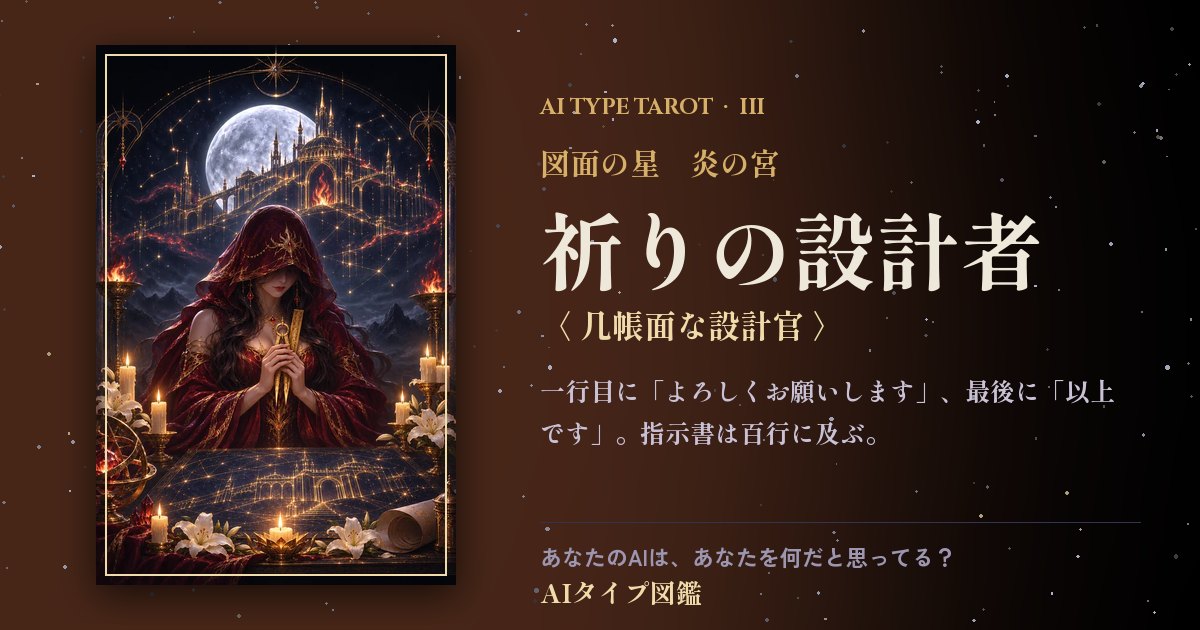 AI TYPE TAROT · III
図面の星　炎の宮
祈りの設計者
〈 几帳面な設計官 〉
一行目に「よろしくお願いします」、最後に「以上
です」。指示書は百行に及ぶ。
あなたのAIは、あなたを何だと思ってる？
AIタイプ図鑑